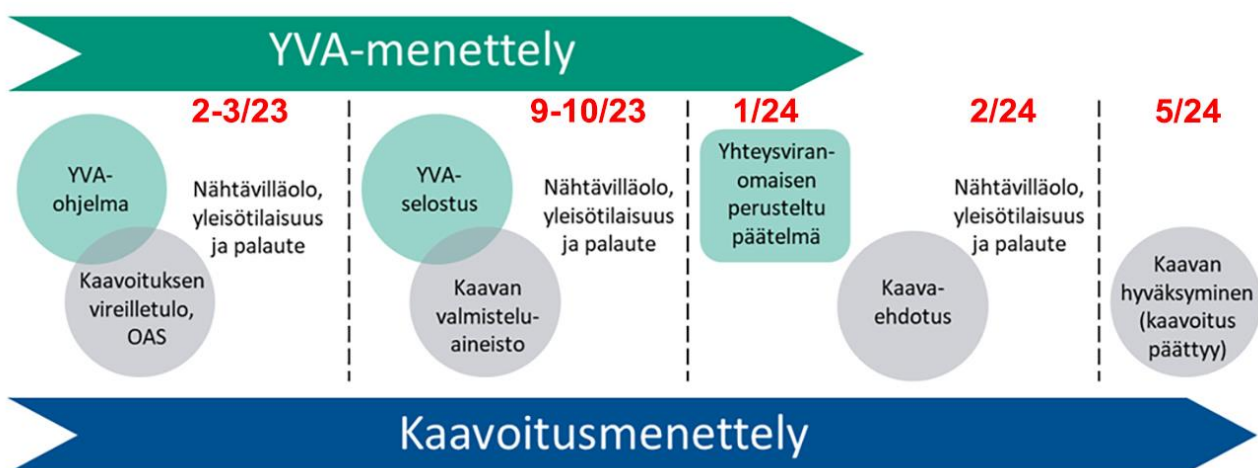 YVA-menettely
2-3/23
9-10/23
1/24
2/24
5/24
YVA-
ohjelma
Nähtävilläolo,
yleisötilaisuus
ja palaute
Kaavoituksen
vireilletulo,
OAS
YVA-
selostus
Nähtävilläolo,
yleisötilaisuus
ja palaute
Kaavan
valmistelu-
aineisto
Yhteysviran-
omaisen
perusteltu
päätelmä
Kaava-
ehdotus
Nähtävilläolo,
yleisötilaisuus
ja palaute
Kaavan
hyväksyminen
(kaavoitus
päättyy)
Kaavoitusmenettely